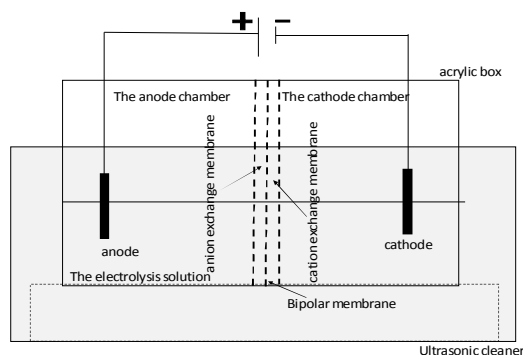 + −
acrylic box
The anode chamber
The cathode chamber
anion exchange membrane
cation exchange membrane
anode
cathode
The electrolysis solution
Bipolar membrane
Ultrasonic cleaner